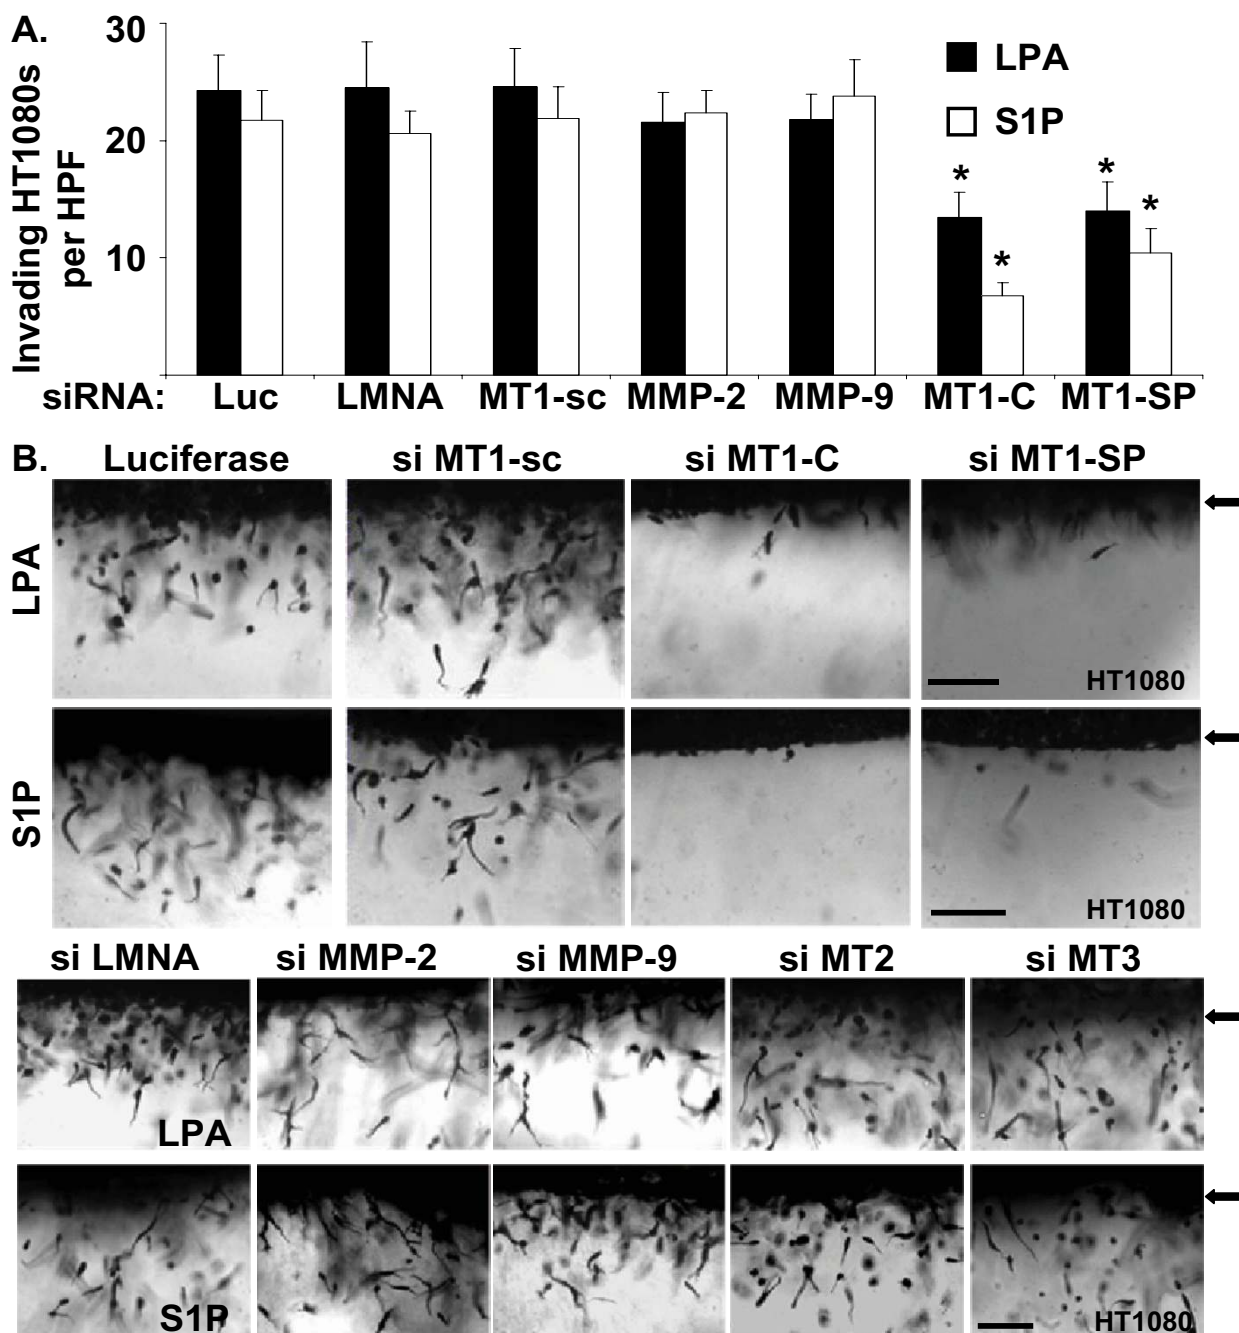 A.
30
20
10
Invading HT1080s
per HPF
LPA
S1P
* * * *
siRNA: Luc LMNA MT1-sc MMP-2 MMP-9 MT1-C MT1-SP
B. Luciferase si MT1-sc si MT1-C si MT1-SP
LPA
HT1080
S1P
HT1080
si LMNA si MMP-2 si MMP-9 si MT2 si MT3
LPA
S1P
HT1080